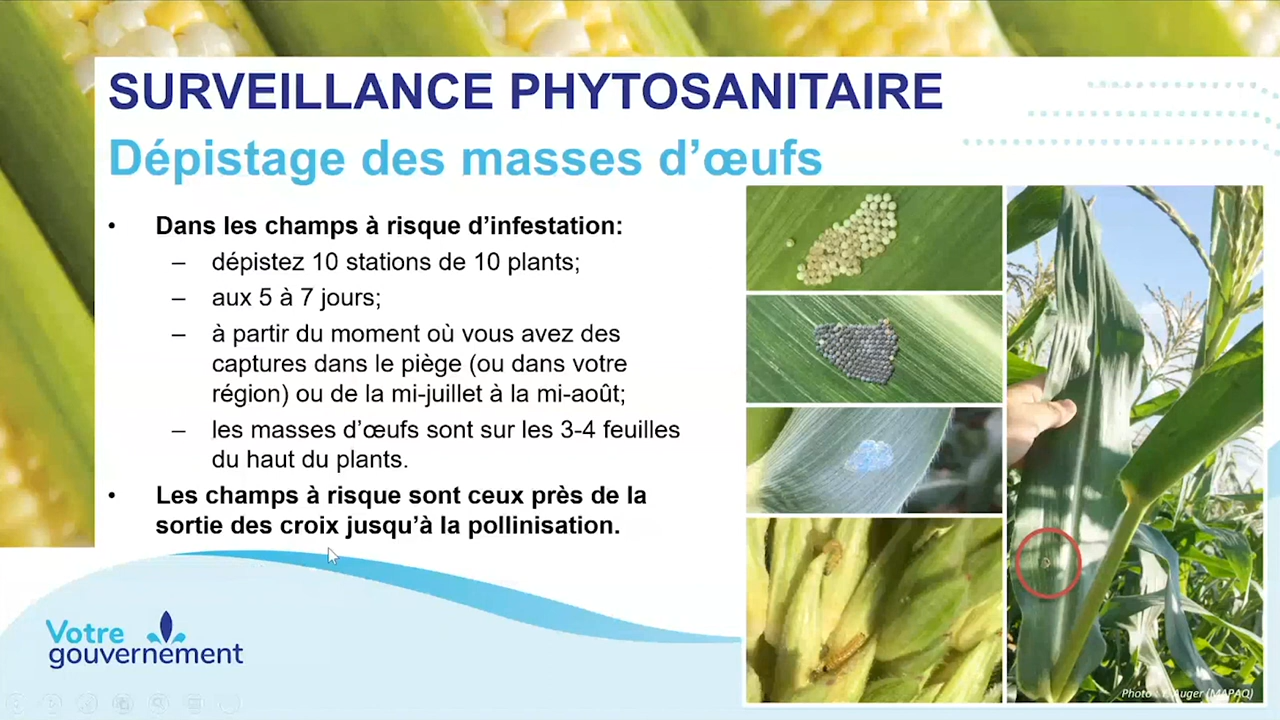 SURVEILLANCE PHYTOSANITAIRE
Dépistage des masses d'œufs
• Dans les champs à risque d'infestation:
– dépistez 10 stations de 10 plants;
– aux 5 à 7 jours;
– à partir du moment où vous avez des
captures dans le piège (ou dans votre
région) ou de la mi-juillet à la mi-août;
– les masses d'œufs sont sur les 3-4 feuilles
du haut du plants.
• Les champs à risque sont ceux près de la
sortie des croix jusqu'à la pollinisation.
Votre
gouvernement
Photo : Auger (MAPAQ)